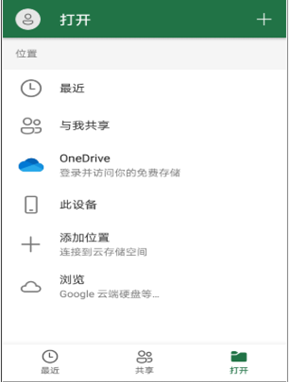 打开
位置
最近
与我共享
OneDrive
登录并访问你的免费存储
此设备
添加位置
连接到云存储空间
浏览
Google 云端硬盘等...
最近
共享
打开